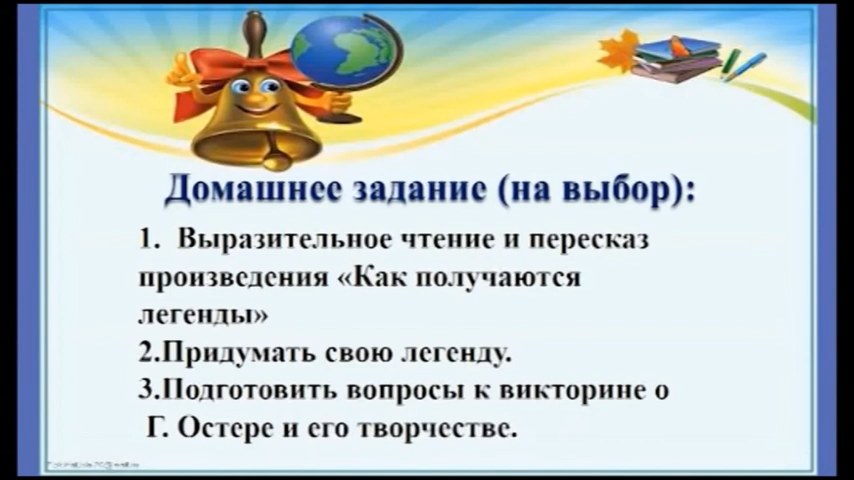 Домашнее задание (на выбор):
1. Выразительное чтение и пересказ
произведения «Как получаются
легенды»
2.Придумать свою легенду.
3.Подготовить вопросы к викторине о
Г. Остере и его творчестве.